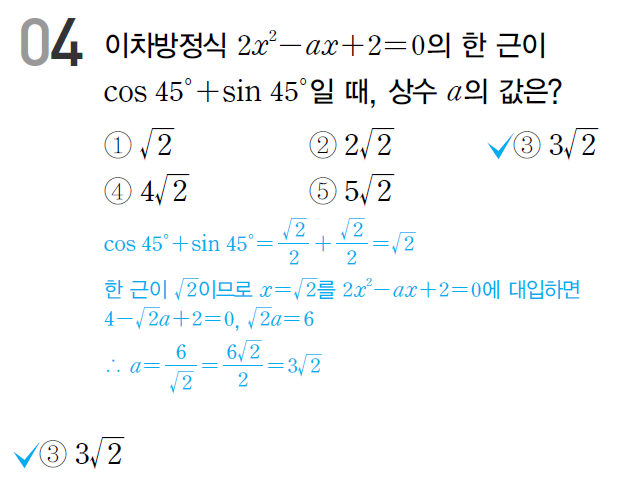 04 이차방정식 2x²-ax+2=0의 한 근이
cos 45°+sin 45°일 때, 상수 a의 값은?
① √2 ② 2√2 ③ 3√2
④ 4√2 ⑤ 5√2
cos 45°+sin 45°=√2/2+√2/2=√2
한 근이 √2이므로 x=√2를 2x²-ax+2=0에 대입하면
4-√2a+2=0, √2a=6
∴ a=6/√2=6√2/2=3√2
③ 3√2